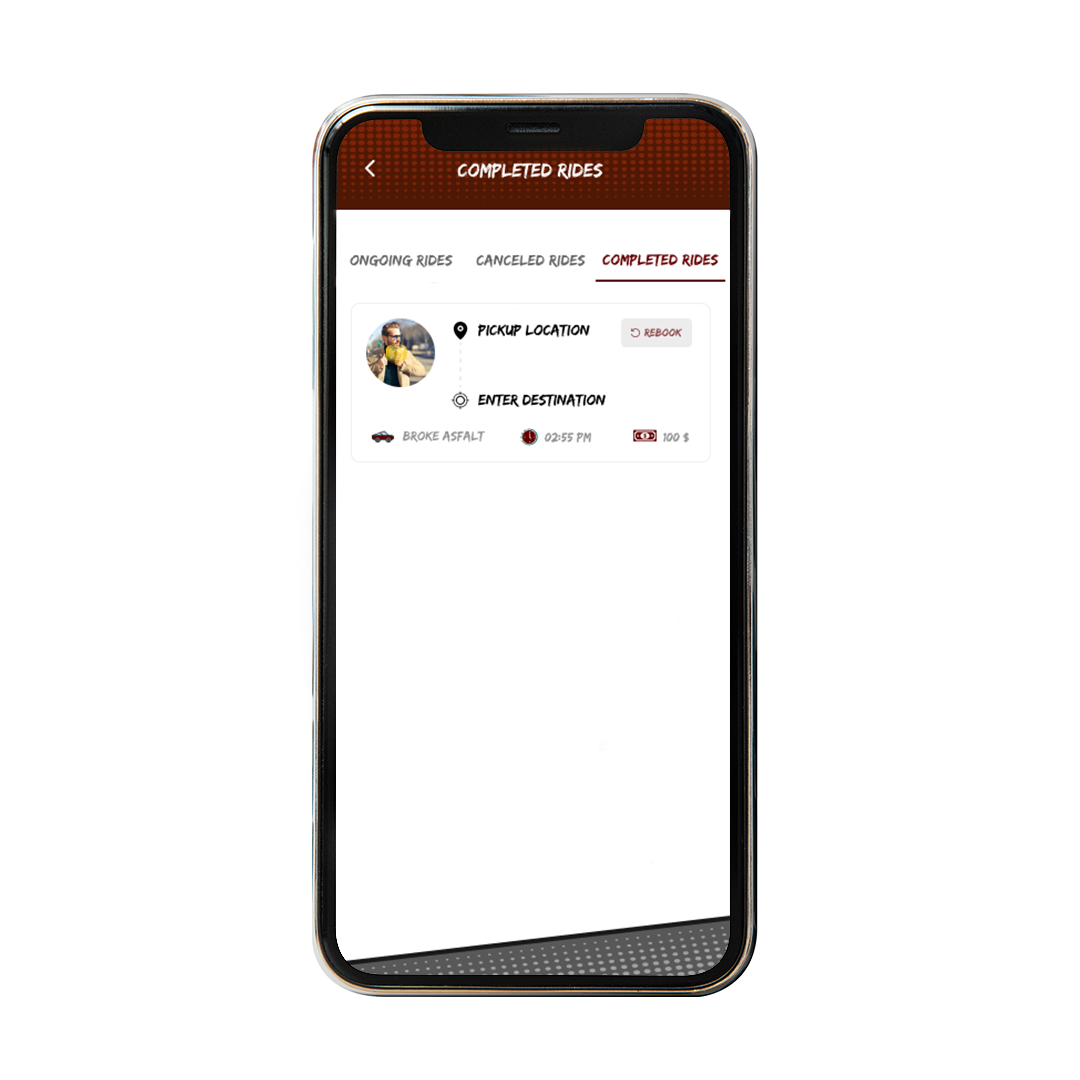 COMPLETED RIDES
ONGOING RIDES CANCELED RIDES COMPLETED RIDES
PICKUP LOCATION REBOOK
ENTER DESTINATION
BROKE ASFALT 02:55 PM 100 $